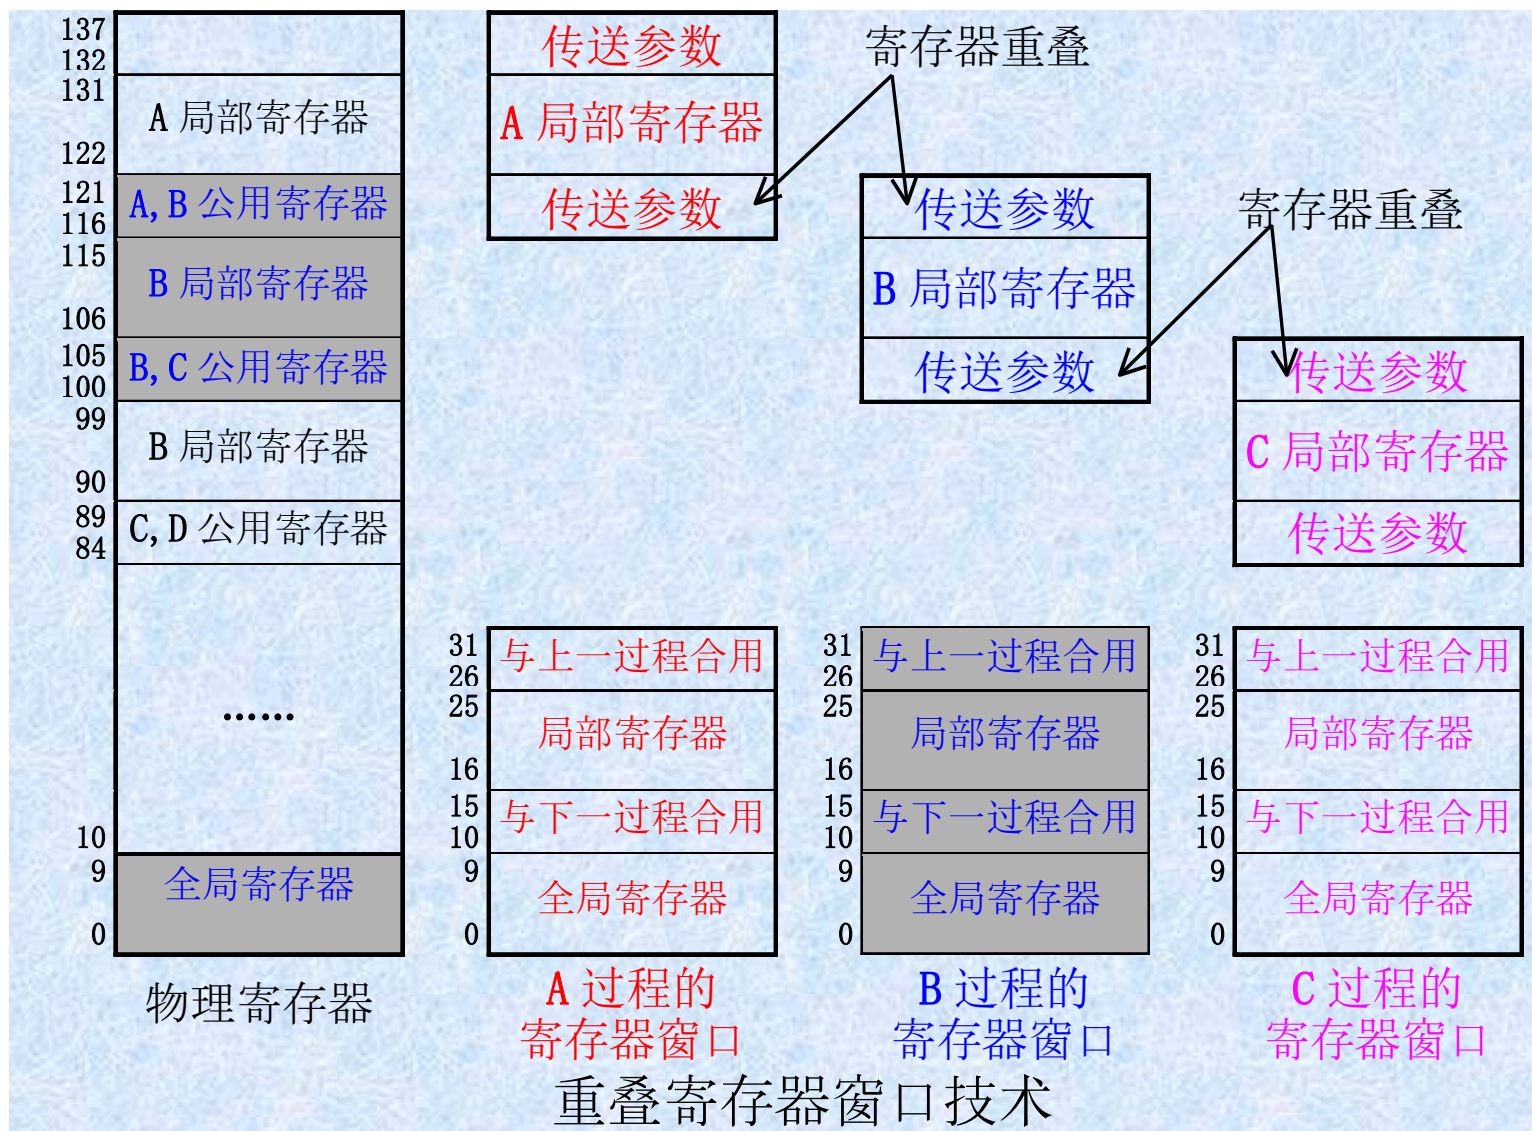 137
132
131
A 局部寄存器
122
121
A, B 公用寄存器
116
115
B 局部寄存器
106
105
B, C 公用寄存器
100
99
B 局部寄存器
90
89
C, D 公用寄存器
84
......
10
9
全局寄存器
0
物理寄存器
传送参数
A 局部寄存器
传送参数
寄存器重叠
传送参数
B 局部寄存器
传送参数
寄存器重叠
传送参数
C 局部寄存器
传送参数
31
与上一过程合用
26
25
局部寄存器
16
15
与下一过程合用
10
9
全局寄存器
0
A 过程的
寄存器窗口
31
与上一过程合用
26
25
局部寄存器
16
15
与下一过程合用
10
9
全局寄存器
0
B 过程的
寄存器窗口
31
与上一过程合用
26
25
局部寄存器
16
15
与下一过程合用
10
9
全局寄存器
0
C 过程的
寄存器窗口
重叠寄存器窗口技术